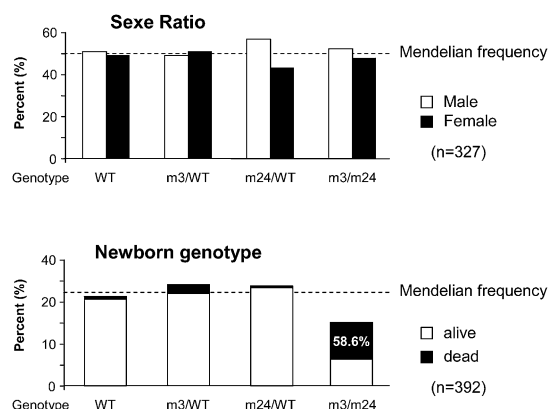 Sexe Ratio
60
40
20
0
Percent (%)
Mendelian frequency
Male
Female
(n=327)
Genotype WT m3/WT m24/WT m3/m24
Newborn genotype
40
20
10
0
Percent (%)
Mendelian frequency
58.6%
alive
dead
(n=392)
Genotype WT m3/WT m24/WT m3/m24